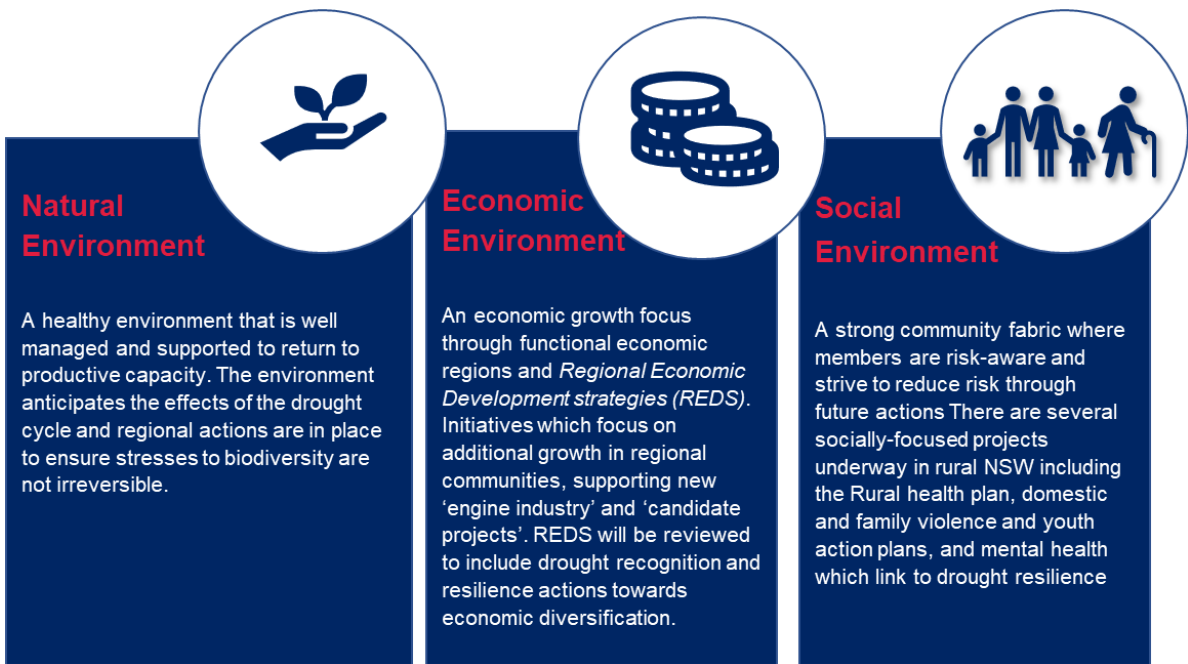 Natural
Environment
A healthy environment that is well
managed and supported to return to
productive capacity. The environment
anticipates the effects of the drought
cycle and regional actions are in place
to ensure stresses to biodiversity are
not irreversible.
Economic
Environment
An economic growth focus
through functional economic
regions and Regional Economic
Development strategies (REDS).
Initiatives which focus on
additional growth in regional
communities, supporting new
‘engine industry’ and ‘candidate
projects’. REDS will be reviewed
to include drought recognition and
resilience actions towards
economic diversification.
Social
Environment
A strong community fabric where
members are risk-aware and
strive to reduce risk through
future actions There are several
socially-focused projects
underway in rural NSW including
the Rural health plan, domestic
and family violence and youth
action plans, and mental health
which link to drought resilience